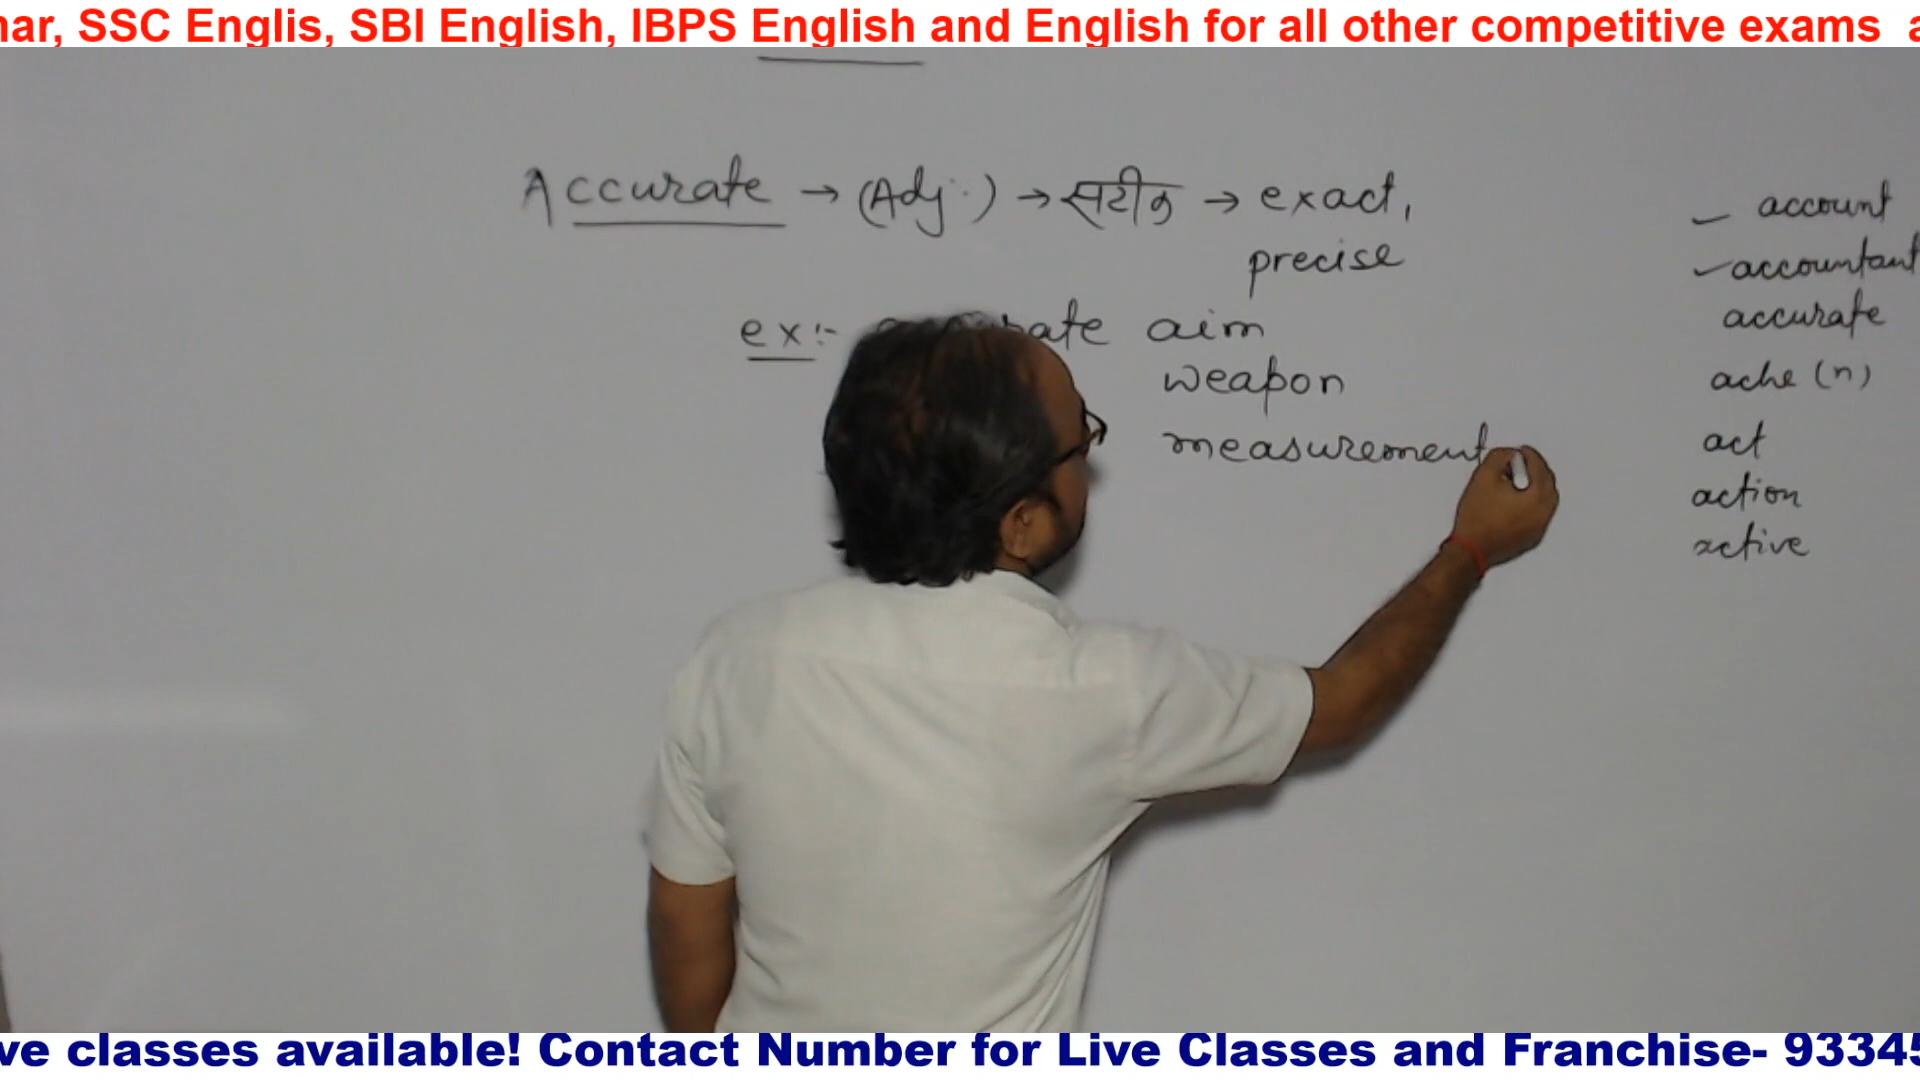 nar, SSC Englis, SBI English, IBPS English and English for all other competitive exams a
Accurate → (Adj.) → सटीक → exact,
precise
ex:- accurate aim
weapon
measurement
account
accountant
accurate
ache (n)
act
action
active
ve classes available! Contact Number for Live Classes and Franchise- 93345